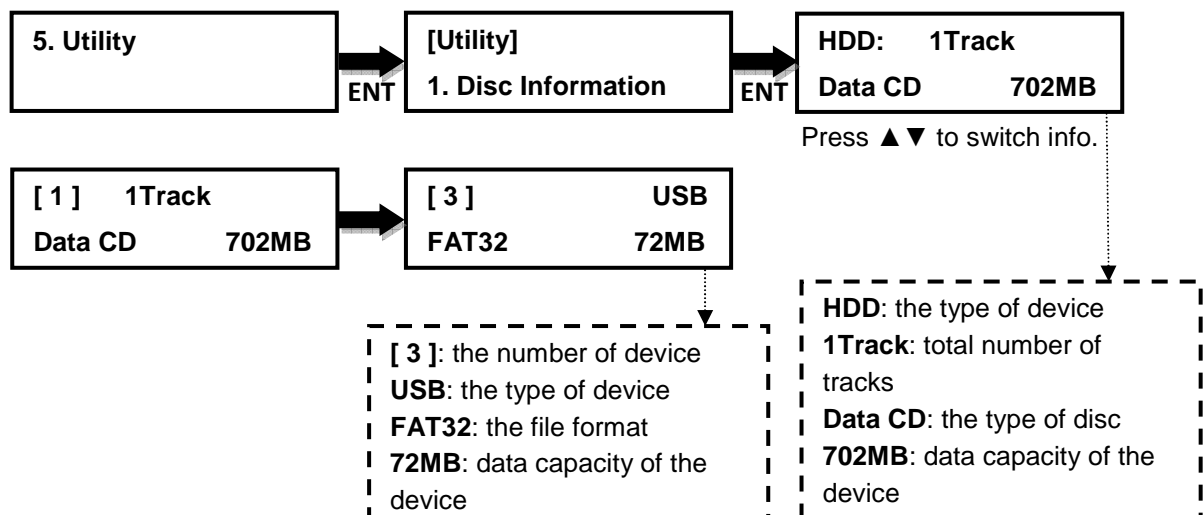 5. Utility
ENT
[Utility]
1. Disc Information
ENT
HDD: 1Track
Data CD 702MB
Press ▲▼ to switch info.
[ 1 ] 1Track
Data CD 702MB
[ 3 ] USB
FAT32 72MB
[ 3 ]: the number of device
USB: the type of device
FAT32: the file format
72MB: data capacity of the
device
HDD: the type of device
1Track: total number of
tracks
Data CD: the type of disc
702MB: data capacity of the
device